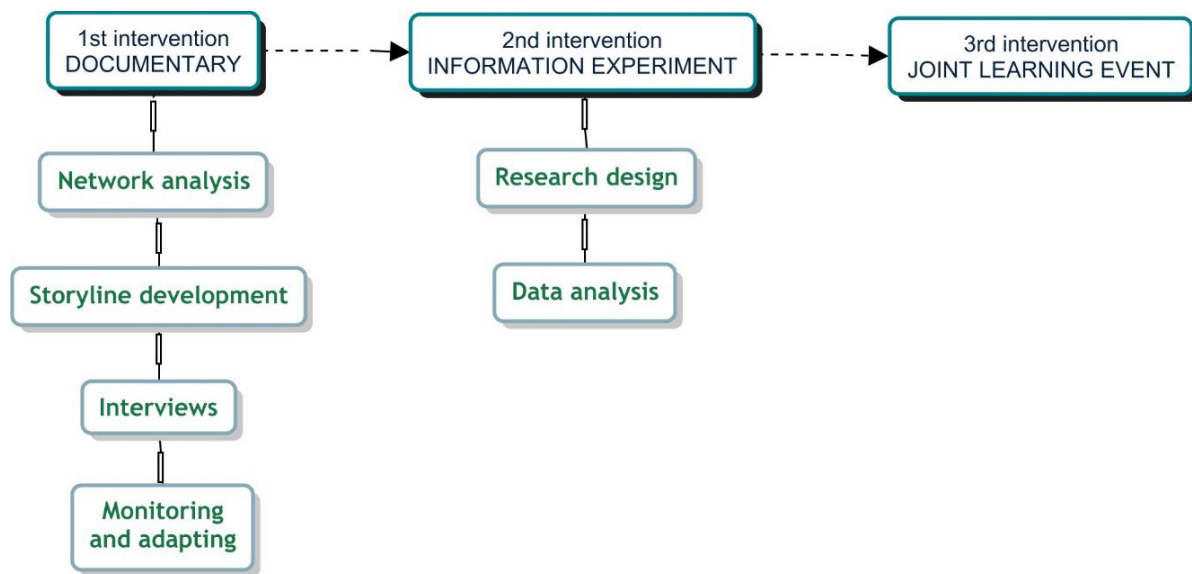 1st intervention
DOCUMENTARY
2nd intervention
INFORMATION EXPERIMENT
3rd intervention
JOINT LEARNING EVENT
Network analysis
Storyline development
Interviews
Monitoring
and adapting
Research design
Data analysis